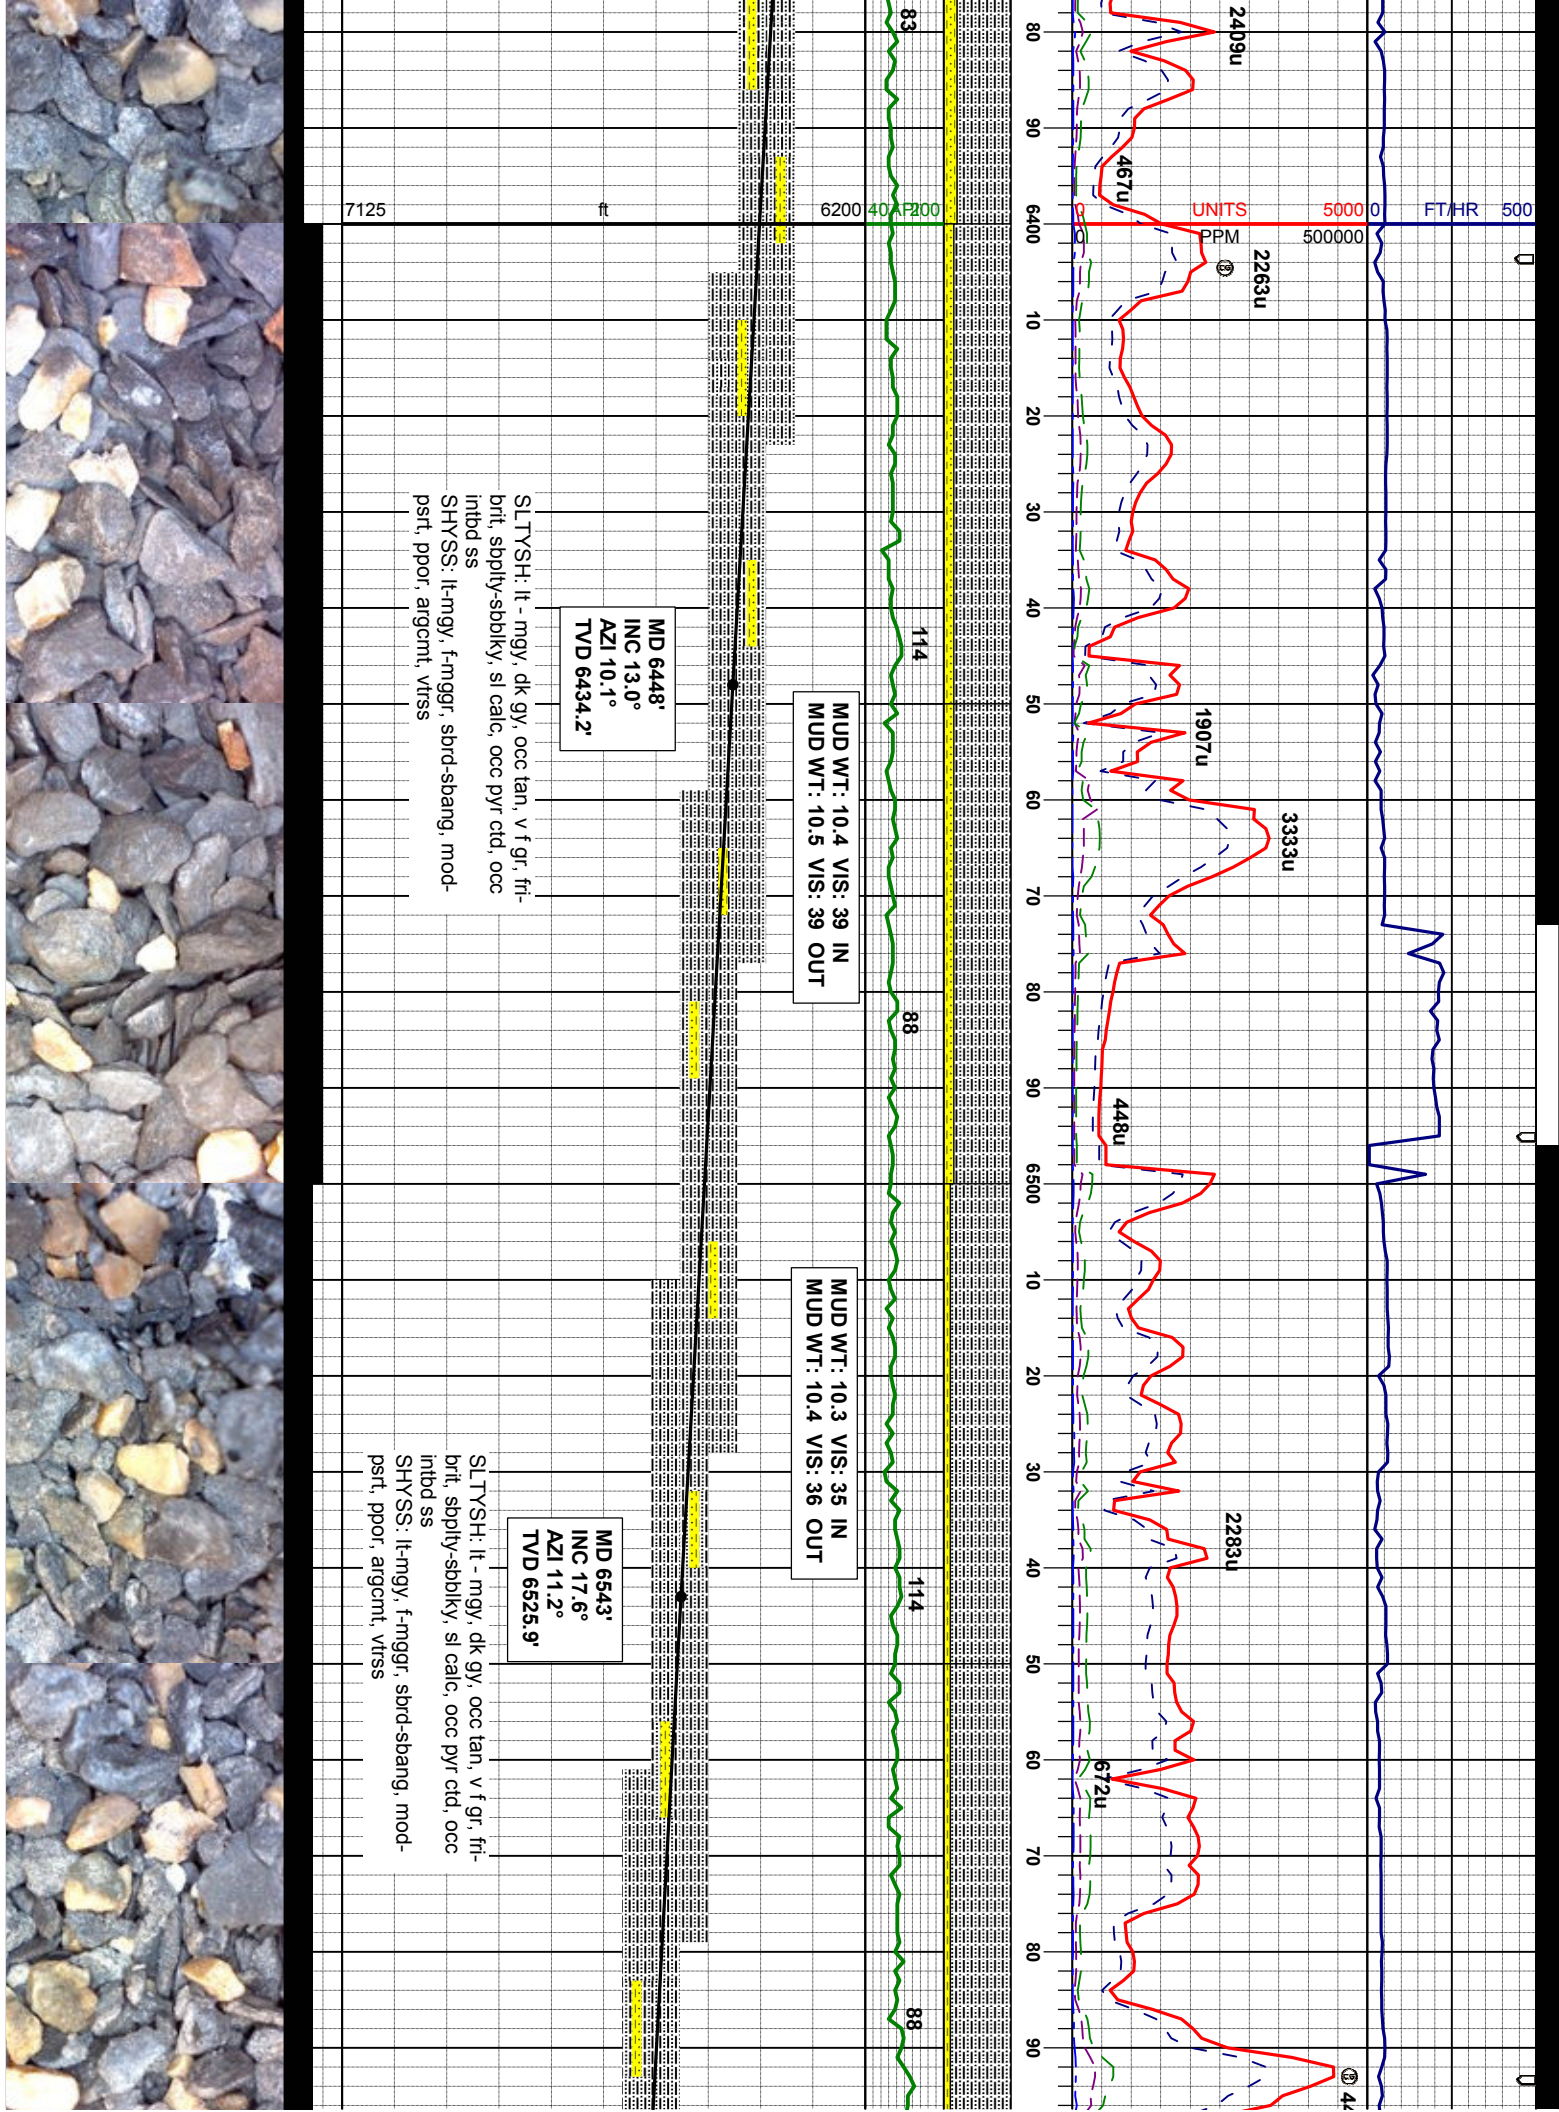 2409u
467u
2263u
1907u
3333u
448u
2283u
672u
0 UNITS 5000
0 PPM 500000
0 FT/HR 500
7125 ft 6200
80
90
6400
10
20
30
40
50
60
70
80
90
6500
10
20
30
40
50
60
70
80
90
83
114
88
114
88
MUD WT: 10.4 VIS: 39 IN
MUD WT: 10.5 VIS: 39 OUT
MUD WT: 10.3 VIS: 35 IN
MUD WT: 10.4 VIS: 36 OUT
MD 6448'
INC 13.0°
AZI 10.1°
TVD 6434.2'
SLTYSH: lt - mgy, dk gy, occ tan, v f gr, fri-
brit, sbplty-sbblky, sl calc, occ pyr ctd, occ
intbd ss
SHYSS: lt-mgy, f-mggr, sbrd-sbang, mod-
psrt, ppor, argcmt, vtrss
MD 6543'
INC 17.6°
AZI 11.2°
TVD 6525.9'
SLTYSH: lt - mgy, dk gy, occ tan, v f gr, fri-
brit, sbplty-sbblky, sl calc, occ pyr ctd, occ
intbd ss
SHYSS: lt-mgy, f-mggr, sbrd-sbang, mod-
psrt, ppor, argcmt, vtrss